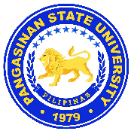 PANGASINAN STATE UNIVERSITY
PILIPINAS
1979